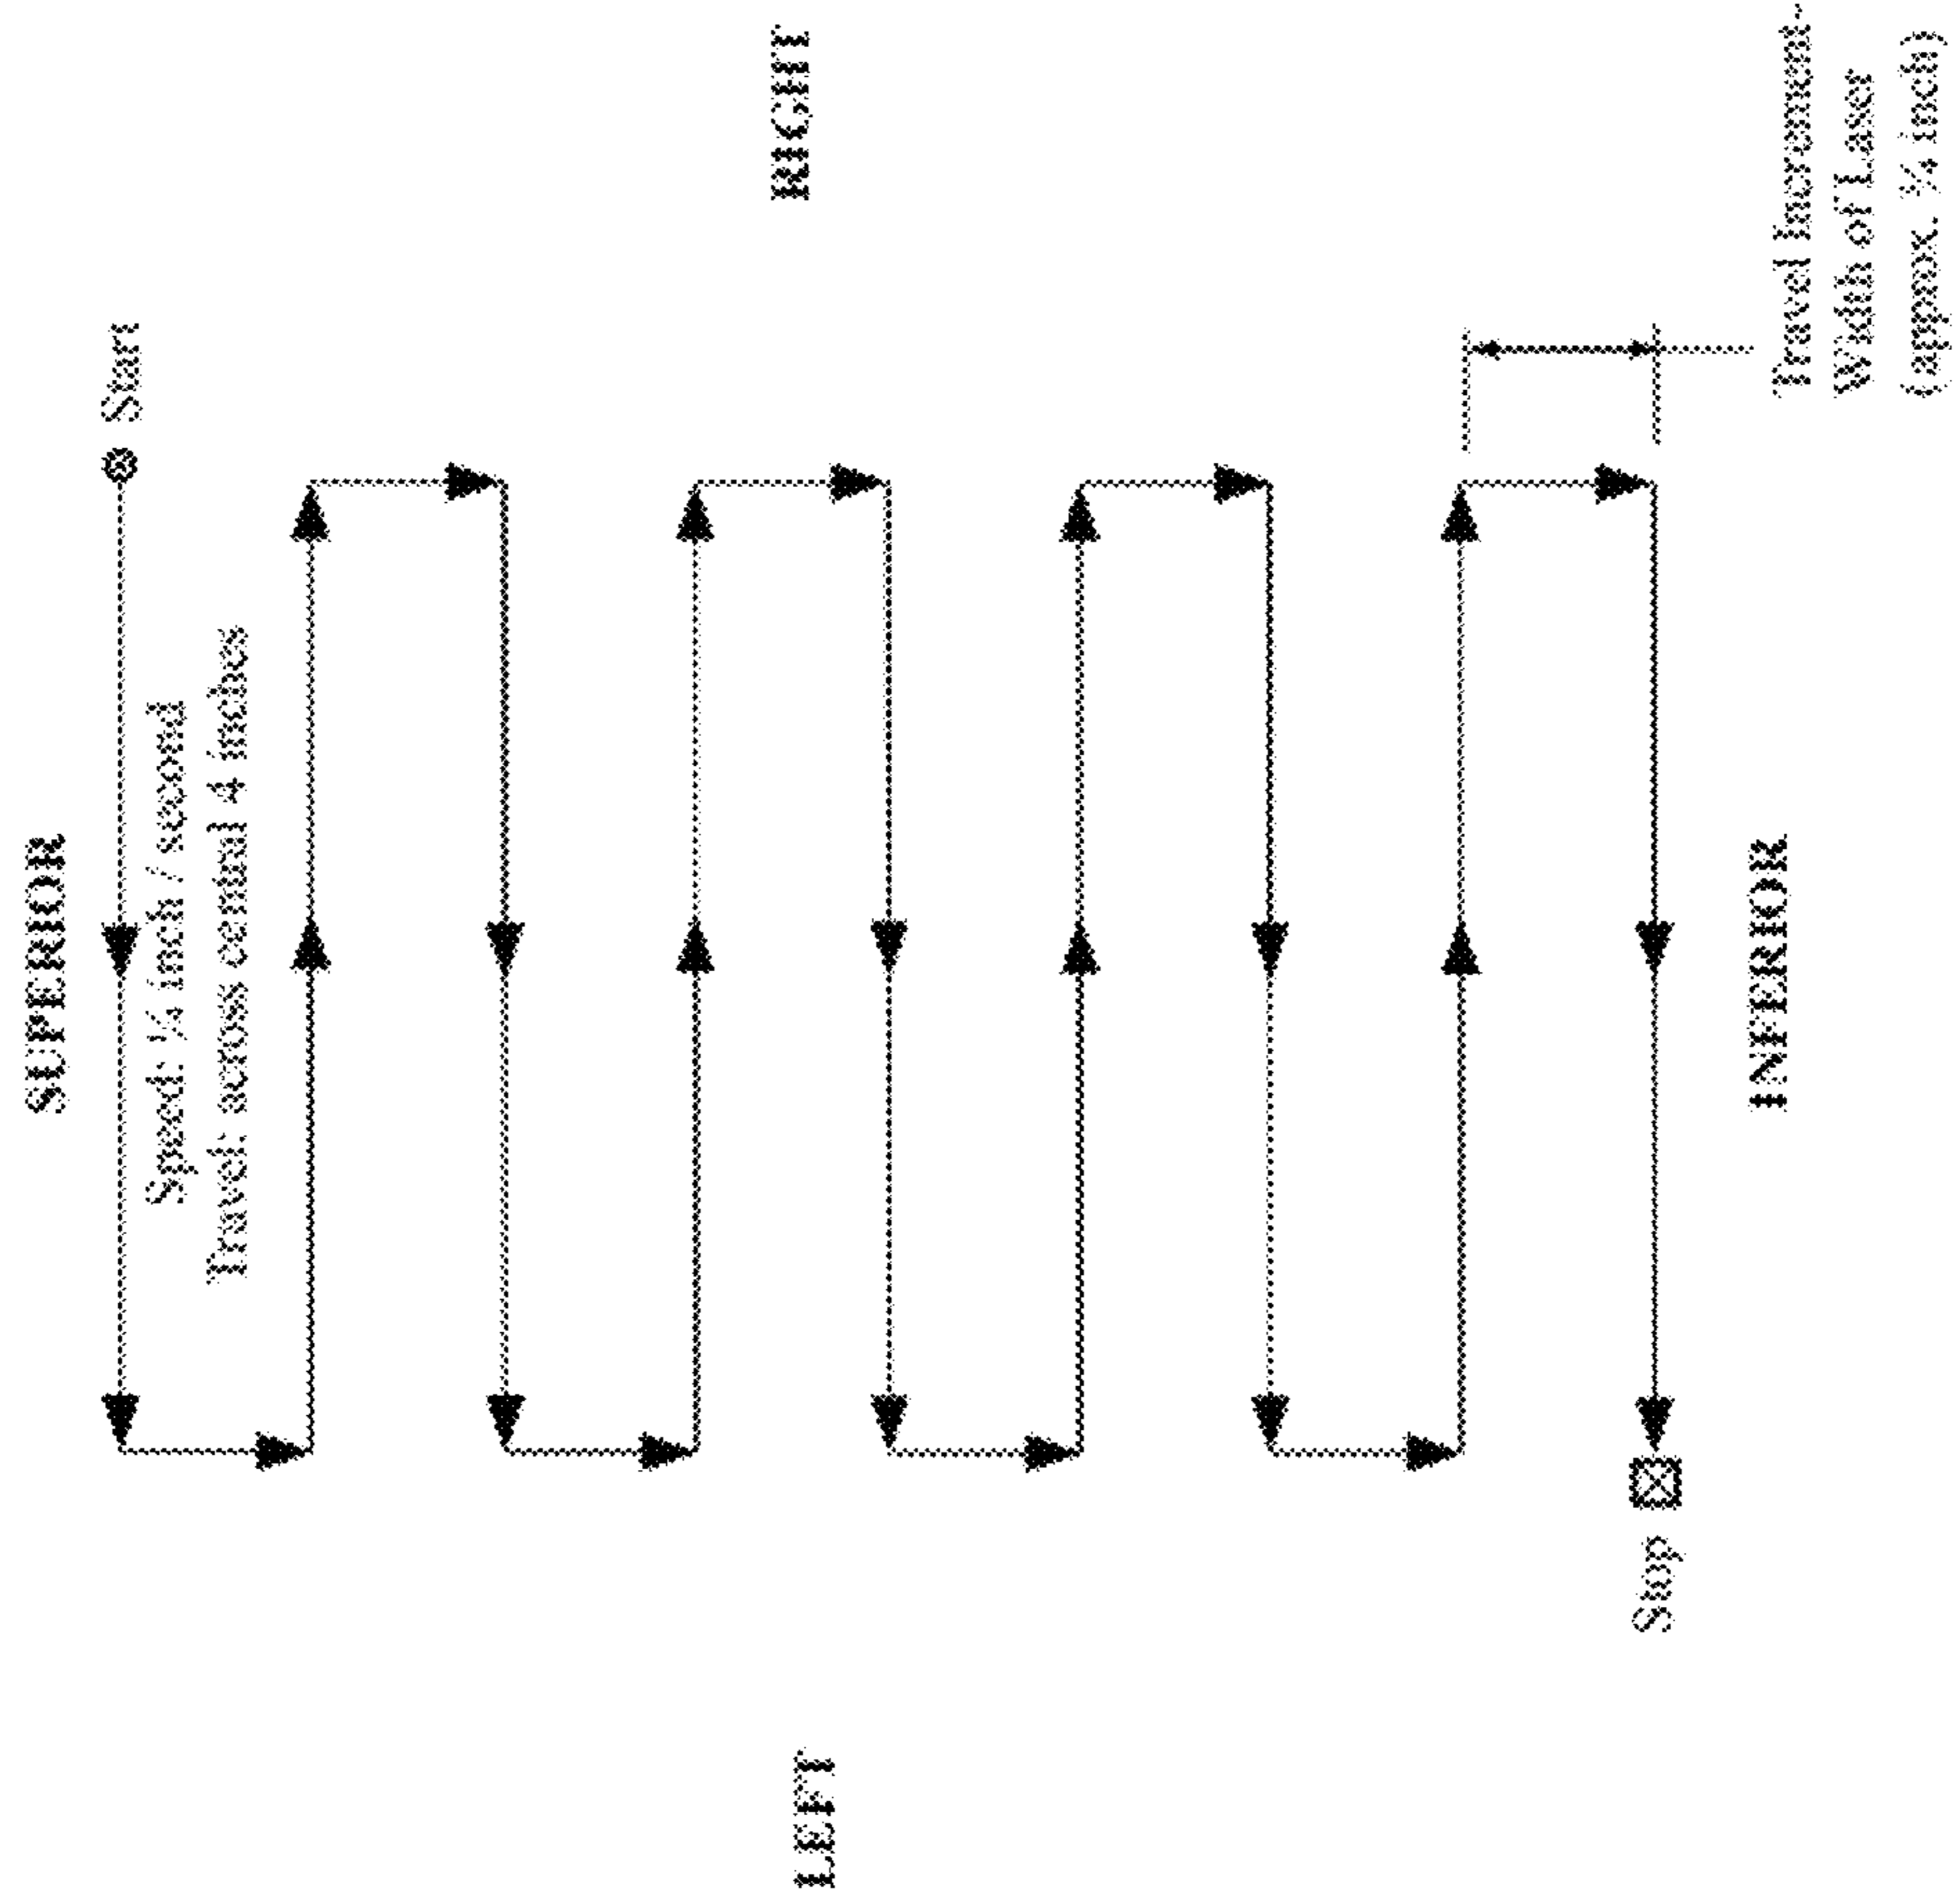 SUPERIOR
Start
Speed: ¼ inch / second
Travel: across central 4 inches
LEFT
RIGHT
Stop
INFERIOR
Travel Increment-
Width of Laser
(approx. ¾ inch)